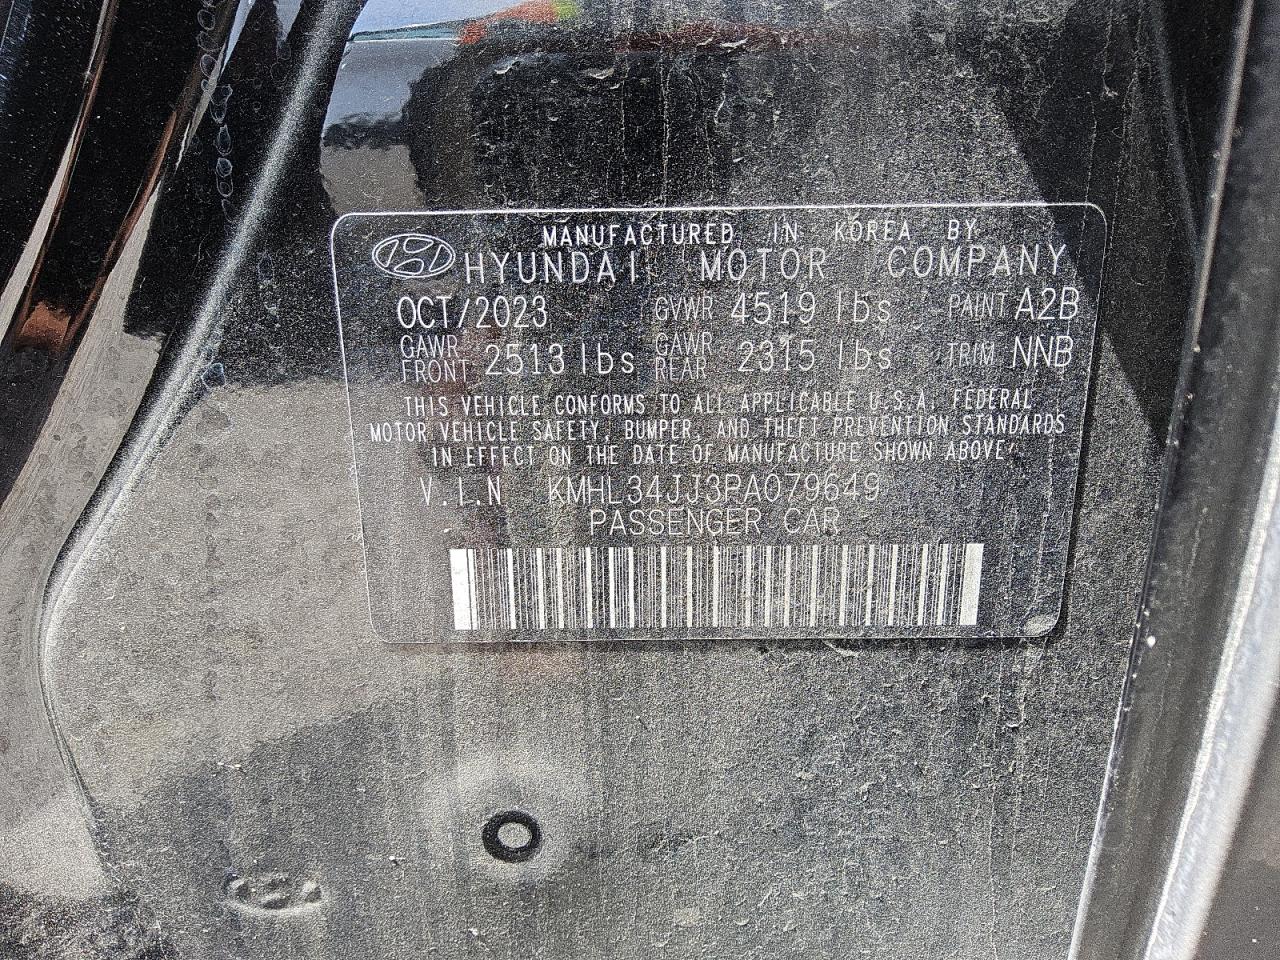 MANUFACTURED IN KOREA BY
HYUNDAI MOTOR COMPANY
OCT/2023 GVWR 4519 lbs PAINT A2B
GAWR FRONT 2513 lbs GAWR REAR 2315 lbs TRIM NNB
THIS VEHICLE CONFORMS TO ALL APPLICABLE U.S.A. FEDERAL
MOTOR VEHICLE SAFETY, BUMPER, AND THEFT PREVENTION STANDARDS
IN EFFECT ON THE DATE OF MANUFACTURE SHOWN ABOVE.
V.I.N KMHL34JJ3PA079649
PASSENGER CAR